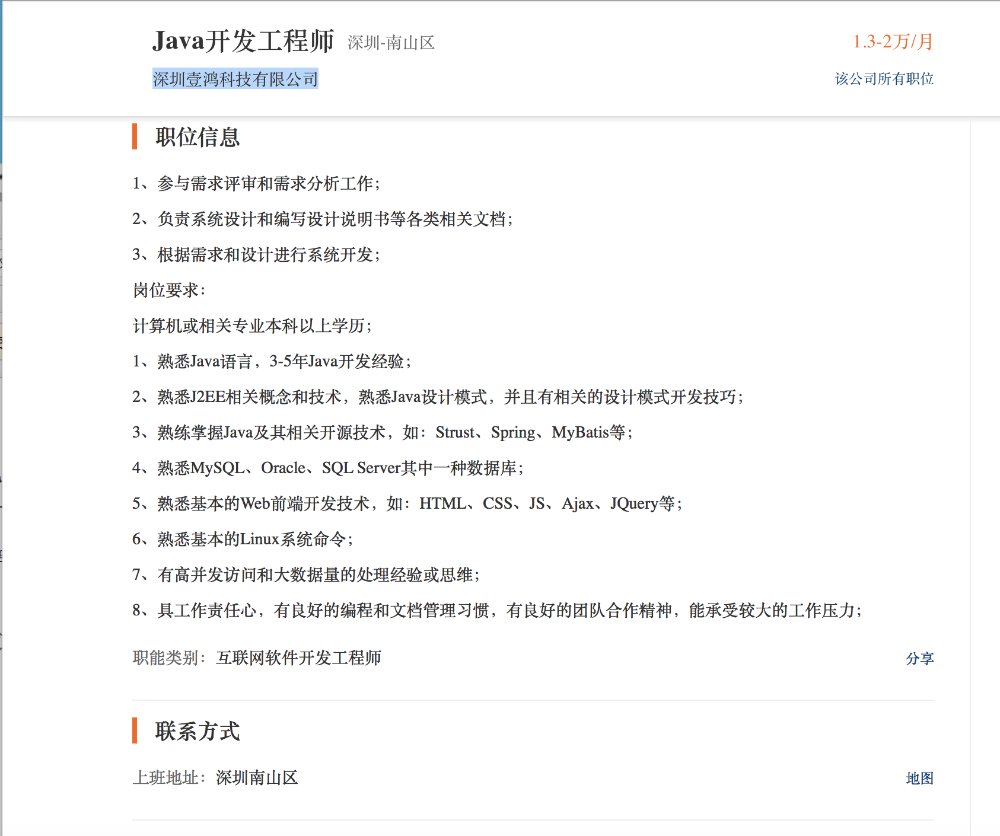 Java开发工程师 深圳-南山区 1.3-2万/月
深圳壹鸿科技有限公司 该公司所有职位
职位信息
1、参与需求评审和需求分析工作；
2、负责系统设计和编写设计说明书等各类相关文档；
3、根据需求和设计进行系统开发；
岗位要求：
计算机或相关专业本科以上学历；
1、熟悉Java语言，3-5年Java开发经验；
2、熟悉J2EE相关概念和技术，熟悉Java设计模式，并且有相关的设计模式开发技巧；
3、熟练掌握Java及其相关开源技术，如：Strust、Spring、MyBatis等；
4、熟悉MySQL、Oracle、SQL Server其中一种数据库；
5、熟悉基本的Web前端开发技术，如：HTML、CSS、JS、Ajax、JQuery等；
6、熟悉基本的Linux系统命令；
7、有高并发访问和大数据量的处理经验或思维；
8、具工作责任心，有良好的编程和文档管理习惯，有良好的团队合作精神，能承受较大的工作压力；
职能类别：互联网软件开发工程师 分享
联系方式
上班地址：深圳南山区 地图